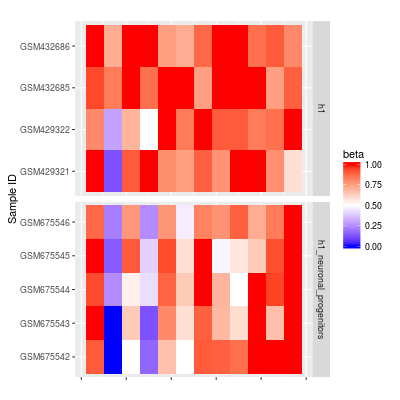 Sample ID
GSM432686
GSM432685
GSM429322
GSM429321
h1
GSM675546
GSM675545
GSM675544
GSM675543
GSM675542
h1_neuronal_progenitors
beta
1.00
0.75
0.50
0.25
0.00